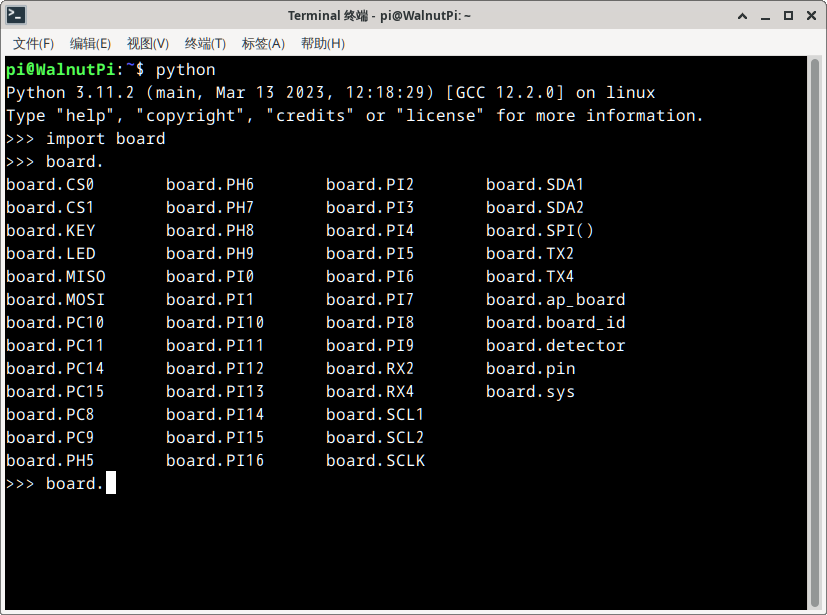 Terminal 终端 - pi@WalnutPi: ~
文件(F) 编辑(E) 视图(V) 终端(T) 标签(A) 帮助(H)
pi@WalnutPi:~$ python
Python 3.11.2 (main, Mar 13 2023, 12:18:29) [GCC 12.2.0] on linux
Type "help", "copyright", "credits" or "license" for more information.
>>> import board
>>> board.
board.CS0 board.PH6 board.PI2 board.SDA1
board.CS1 board.PH7 board.PI3 board.SDA2
board.KEY board.PH8 board.PI4 board.SPI()
board.LED board.PH9 board.PI5 board.TX2
board.MISO board.PI0 board.PI6 board.TX4
board.MOSI board.PI1 board.PI7 board.ap_board
board.PC10 board.PI10 board.PI8 board.board_id
board.PC11 board.PI11 board.PI9 board.detector
board.PC14 board.PI12 board.RX2 board.pin
board.PC15 board.PI13 board.RX4 board.sys
board.PC8 board.PI14 board.SCL1
board.PC9 board.PI15 board.SCL2
board.PH5 board.PI16 board.SCLK
>>> board.